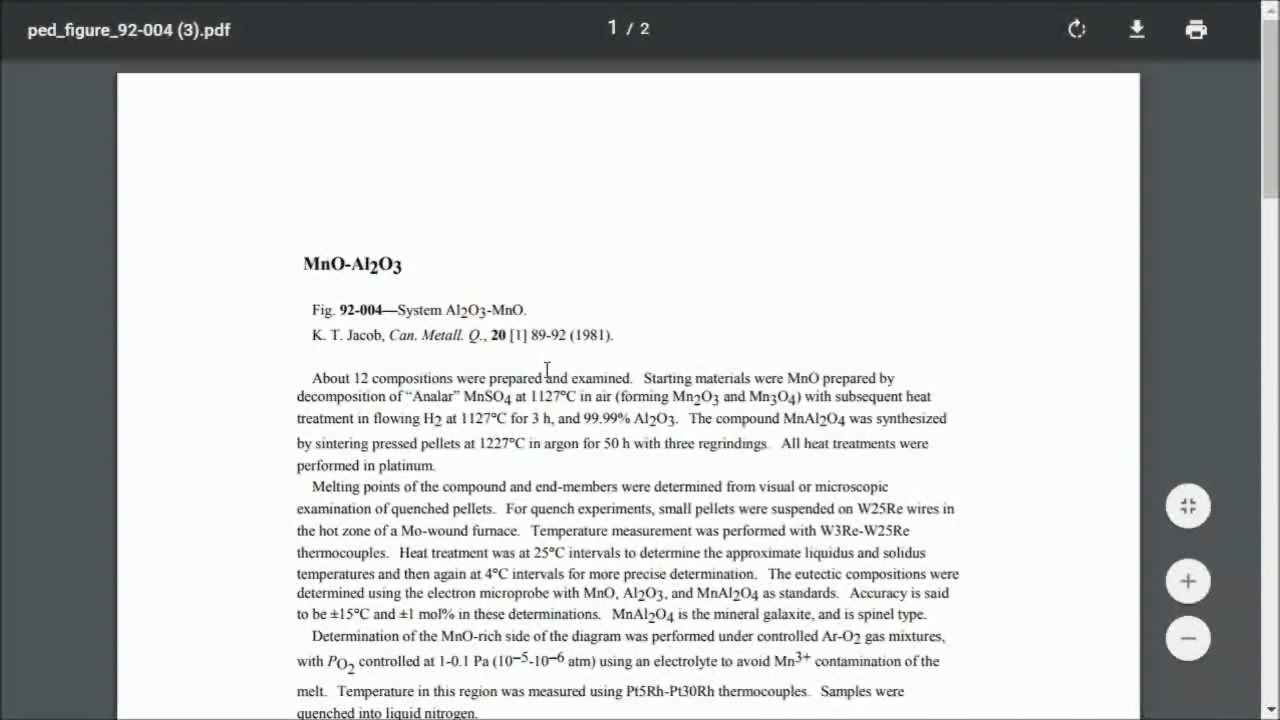 ped_figure_92-004 (3).pdf
1 / 2
MnO-Al2O3
Fig. 92-004—System Al2O3-MnO.
K. T. Jacob, Can. Metall. Q., 20 [1] 89-92 (1981).
About 12 compositions were prepared and examined. Starting materials were MnO prepared by
decomposition of “Analar” MnSO4 at 1127°C in air (forming Mn2O3 and Mn3O4) with subsequent heat
treatment in flowing H2 at 1127°C for 3 h, and 99.99% Al2O3. The compound MnAl2O4 was synthesized
by sintering pressed pellets at 1227°C in argon for 50 h with three regrindings. All heat treatments were
performed in platinum.
Melting points of the compound and end-members were determined from visual or microscopic
examination of quenched pellets. For quench experiments, small pellets were suspended on W25Re wires in
the hot zone of a Mo-wound furnace. Temperature measurement was performed with W3Re-W25Re
thermocouples. Heat treatment was at 25°C intervals to determine the approximate liquidus and solidus
temperatures and then again at 4°C intervals for more precise determination. The eutectic compositions were
determined using the electron microprobe with MnO, Al2O3, and MnAl2O4 as standards. Accuracy is said
to be ±15°C and ±1 mol% in these determinations. MnAl2O4 is the mineral galaxite, and is spinel type.
Determination of the MnO-rich side of the diagram was performed under controlled Ar-O2 gas mixtures,
with PO2 controlled at 1-0.1 Pa (10−5-10−6 atm) using an electrolyte to avoid Mn3+ contamination of the
melt. Temperature in this region was measured using Pt5Rh-Pt30Rh thermocouples. Samples were
quenched into liquid nitrogen.